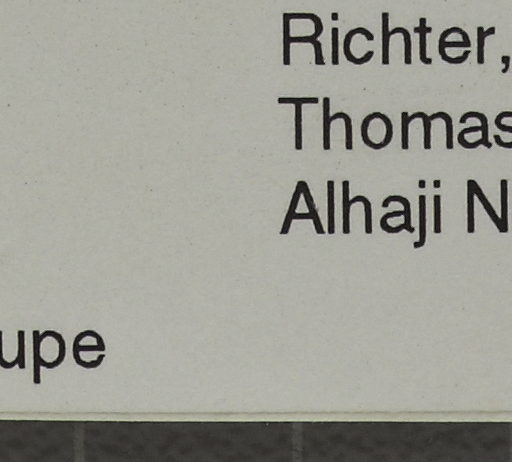 Richter,
Thomas
Alhaji N
upe